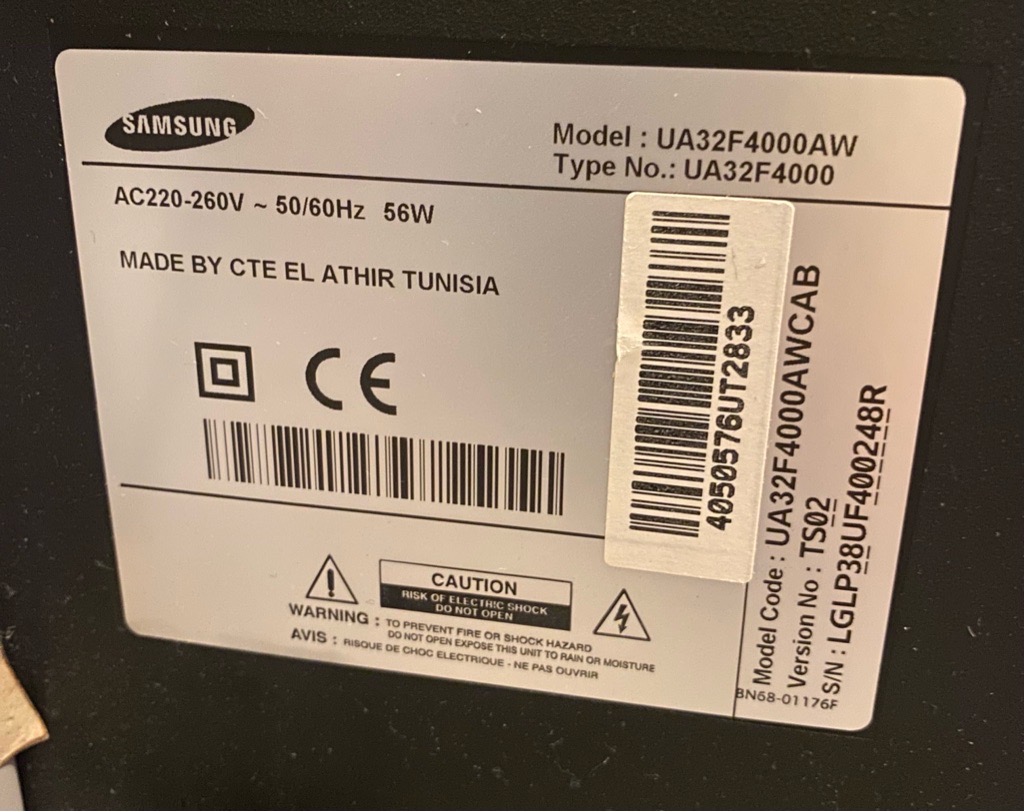 SAMSUNG
Model : UA32F4000AW
Type No.: UA32F4000
AC220-260V ~ 50/60Hz 56W
MADE BY CTE EL ATHIR TUNISIA
CE
4050576UT2833
CAUTION
RISK OF ELECTRIC SHOCK
DO NOT OPEN
WARNING : TO PREVENT FIRE OR SHOCK HAZARD
DO NOT OPEN EXPOSE THIS UNIT TO RAIN OR MOISTURE
AVIS : RISQUE DE CHOC ELECTRIQUE - NE PAS OUVRIR
Model Code : UA32F4000AWCAB
Version No : TS02
S/N : LGLP38UF400248R
BN68-01176F